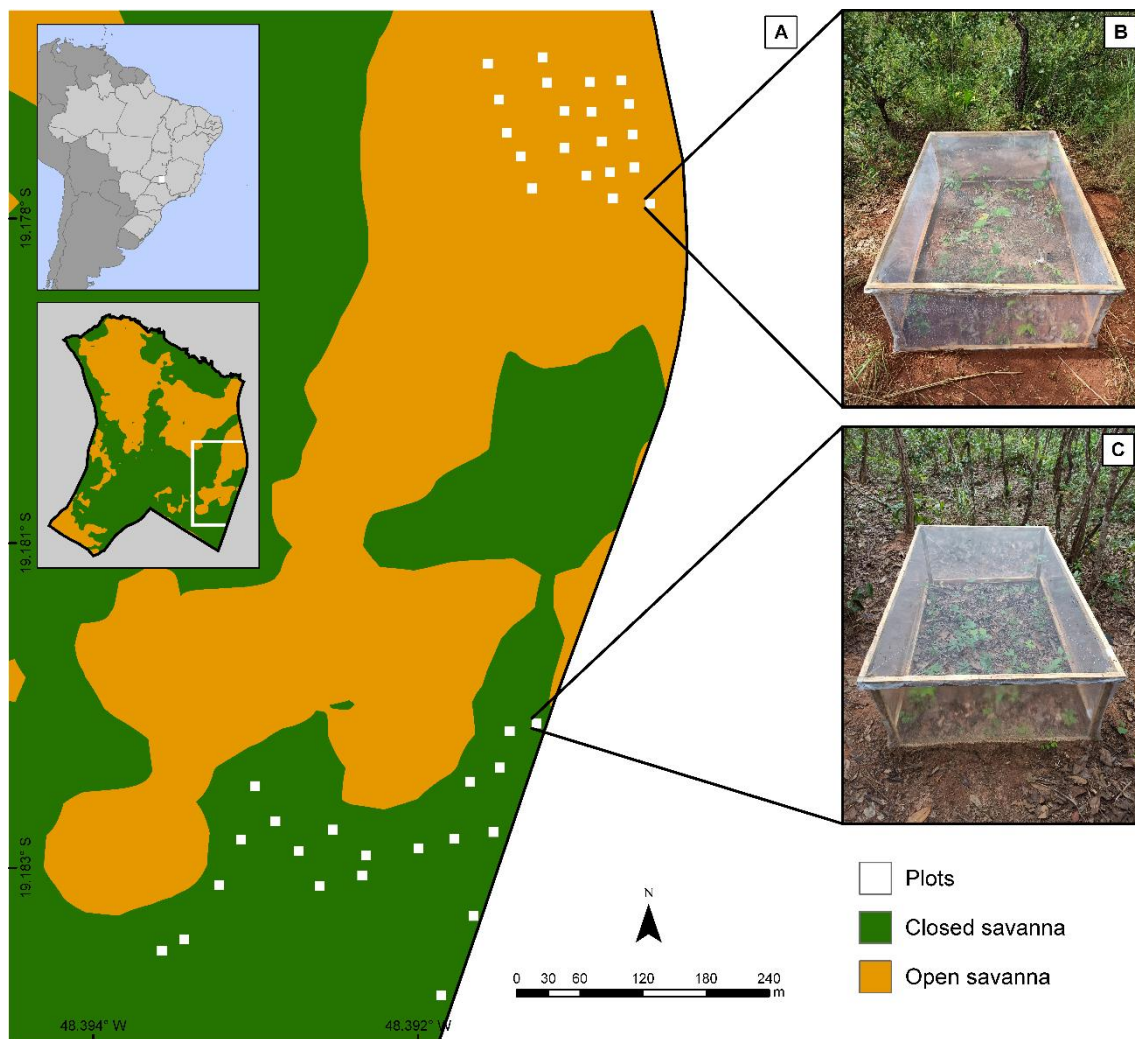 A
B
19.178° S
19.181° S
C
19.183° S
Plots
N
Closed savanna
0 30 60 120 180 240
m
Open savanna
48.394° W 48.392° W